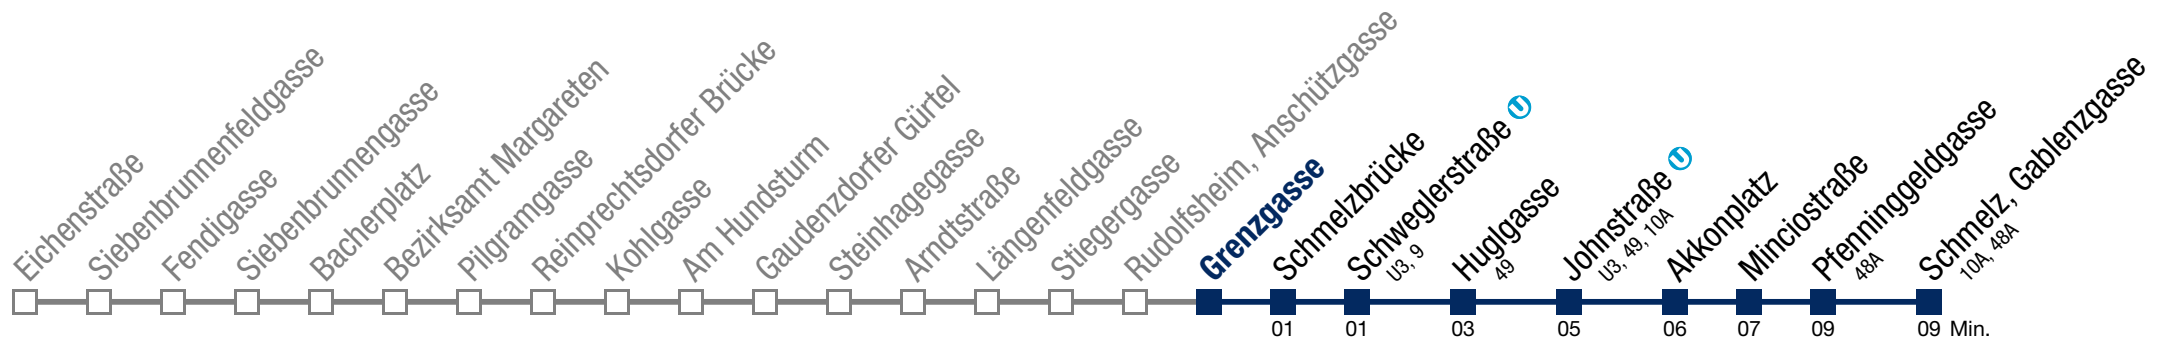 Eichenstraße
Siebenbrunnenfeldgasse
Fendigasse
Siebenbrunnengasse
Bacherplatz
Bezirksamt Margareten
Pilgramgasse
Reinprechtsdorfer Brücke
Kohlgasse
Am Hundsturm
Gaudenzdorfer Gürtel
Steinhagegasse
Arndtstraße
Längenfeldgasse
Stiegergasse
Rudolfsheim, Anschützgasse
Grenzgasse
Schmelzbrücke
Schweglerstraße U
U3, 9
Huglgasse
49
Johnstraße U
U3, 49, 10A
Akkonplatz
Minciostraße
Pfenninggeldgasse
48A
Schmelz, Gablenzgasse
10A, 48A
01 01 03 05 06 07 09 09 Min.